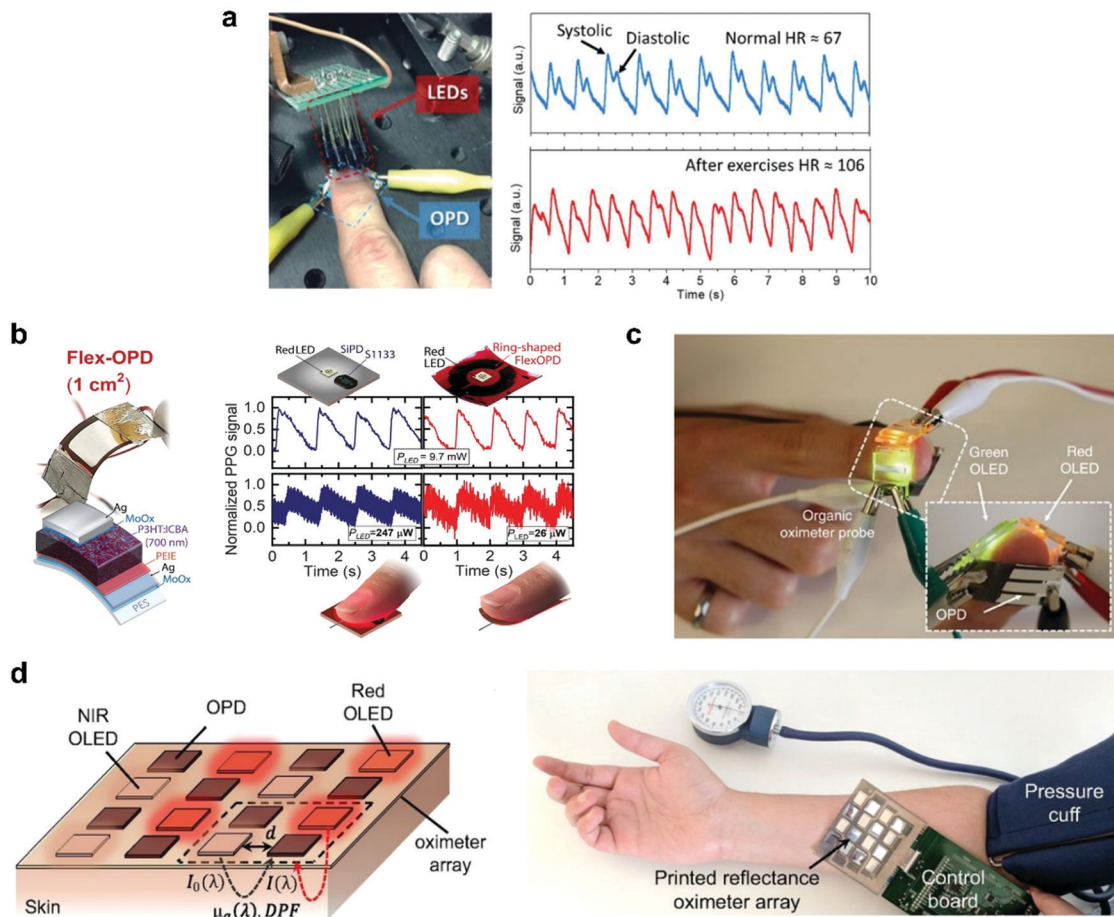 a
LEDs
OPD
Signal (a.u.)
Systolic
Diastolic
Normal HR ≈ 67
Signal (a.u.)
After exercises HR ≈ 106
0 1 2 3 4 5 6 7 8 9 10
Time (s)
b
Flex-OPD
(1 cm²)
Ag
MoOx
P3HT:ICBA
(700 nm)
PEIE
Ag
MoOx
PES
Red LED
SiPD
S1133
Red
LED
Ring-shaped
FlexOPD
Normalized PPG signal
1.0
0.5
0.0
P_LED = 9.7 mW
1.0
0.5
0.0
P_LED=247 μW
P_LED=26 μW
0 1 2 3 4
0 1 2 3 4
Time (s)
Time (s)
c
Green
OLED
Red
OLED
Organic
oximeter probe
OPD
d
NIR
OLED
OPD
Red
OLED
d
oximeter
array
I₀(λ)
I(λ)
Skin
μₐ(λ), DPF
Pressure
cuff
Printed reflectance
oximeter array
Control
board